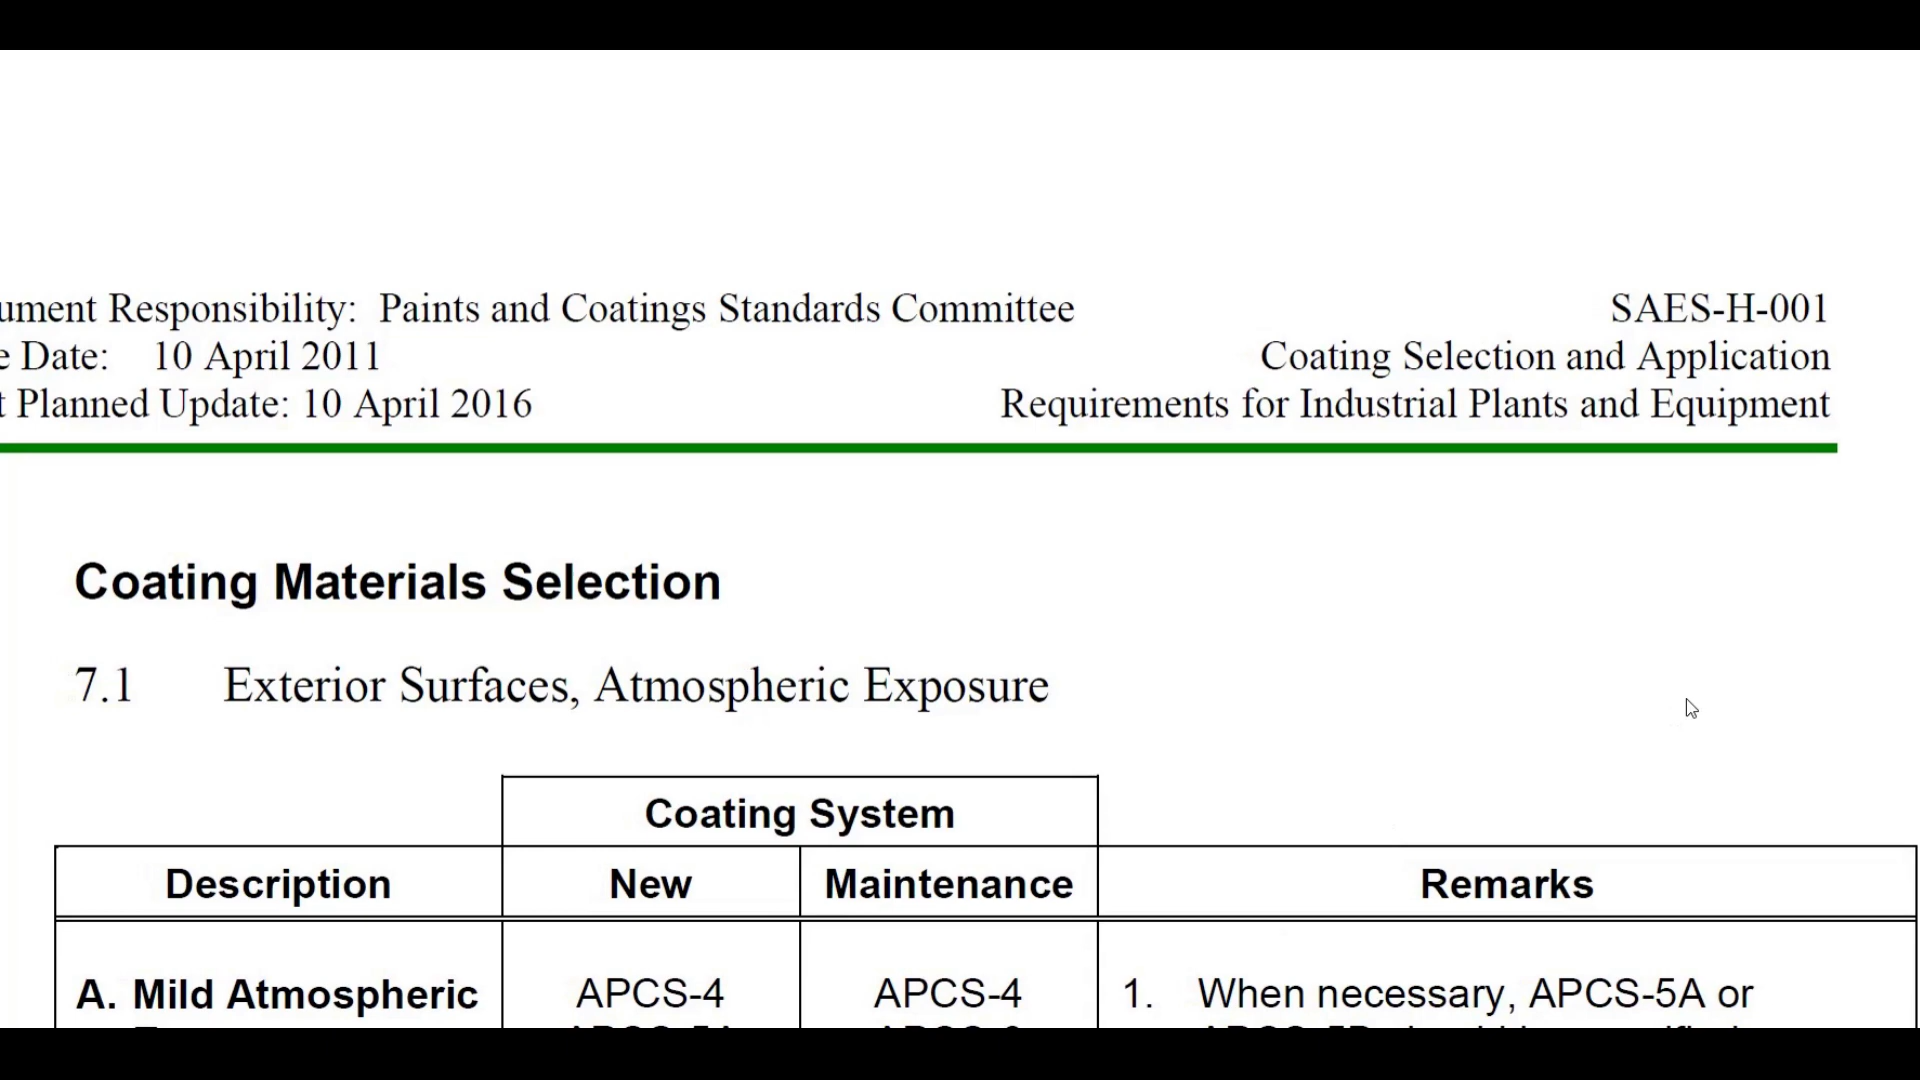 ument Responsibility: Paints and Coatings Standards Committee
SAES-H-001
e Date: 10 April 2011
Coating Selection and Application
t Planned Update: 10 April 2016
Requirements for Industrial Plants and Equipment
Coating Materials Selection
7.1 Exterior Surfaces, Atmospheric Exposure
Coating System
Description New Maintenance Remarks
A. Mild Atmospheric APCS-4 APCS-4 1. When necessary, APCS-5A or